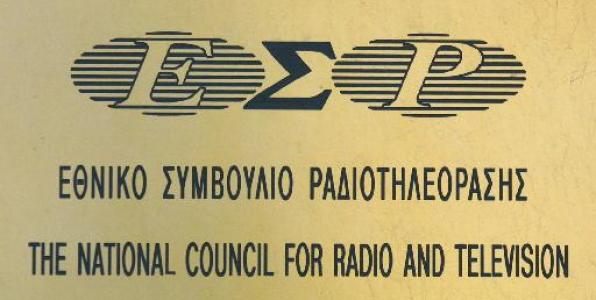 ΕΣΡ
ΕΘΝΙΚΟ ΣΥΜΒΟΥΛΙΟ ΡΑΔΙΟΤΗΛΕΟΡΑΣΗΣ
THE NATIONAL COUNCIL FOR RADIO AND TELEVISION